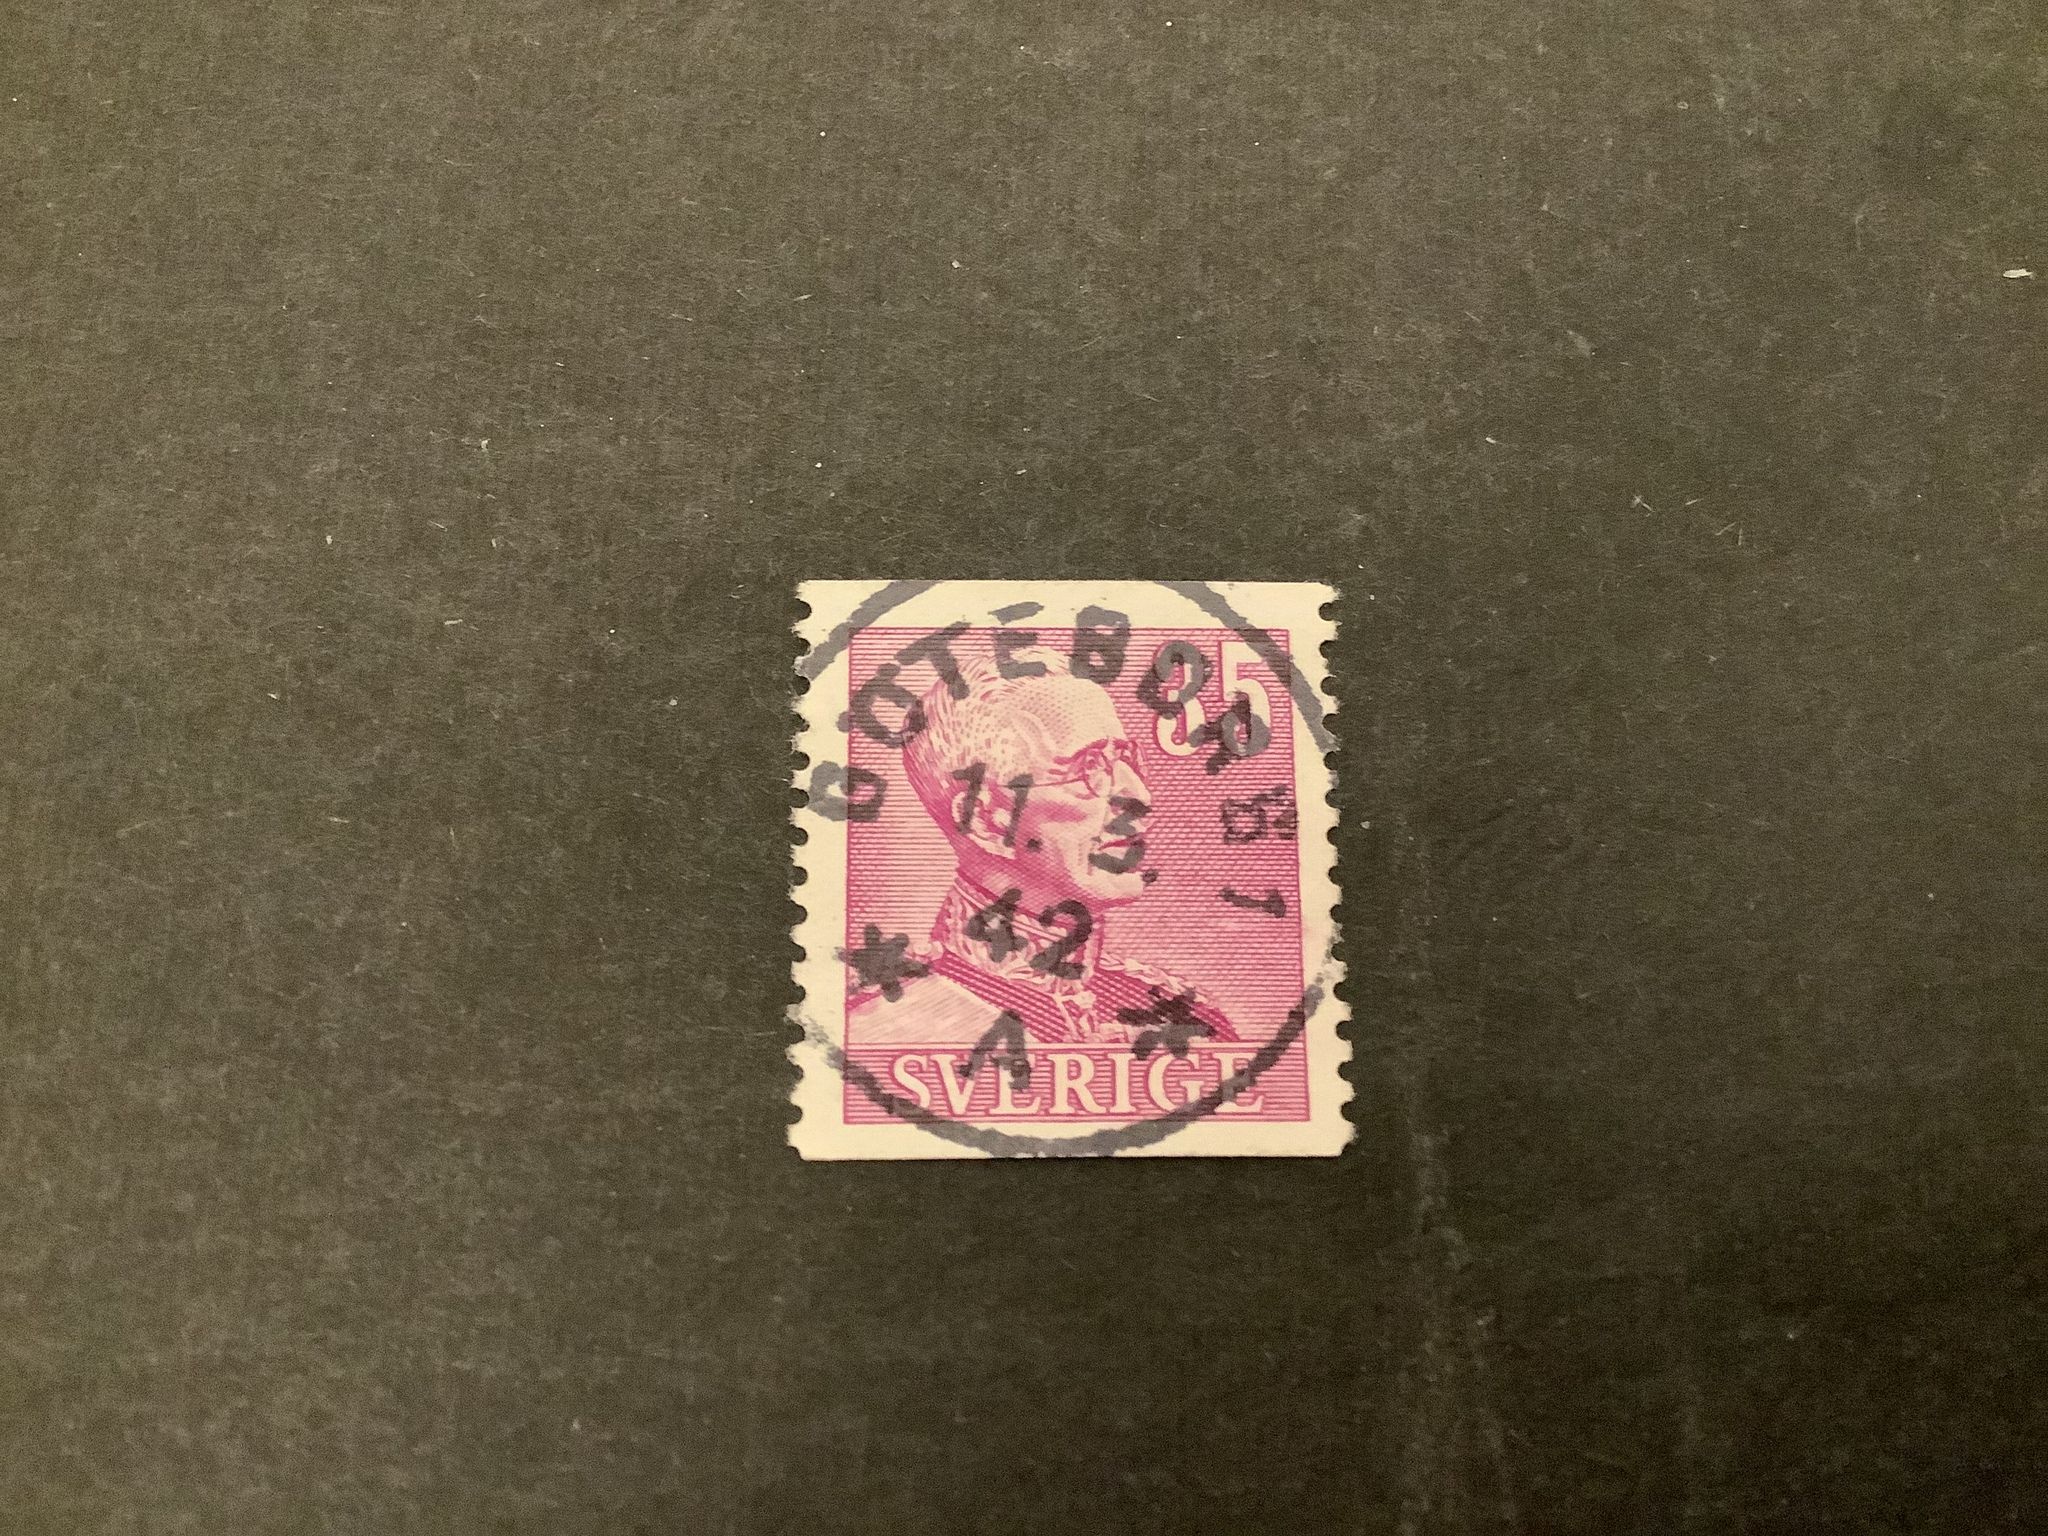 GÖTEBORG 1
35
11. 3.
42
* A *
SVERIGE